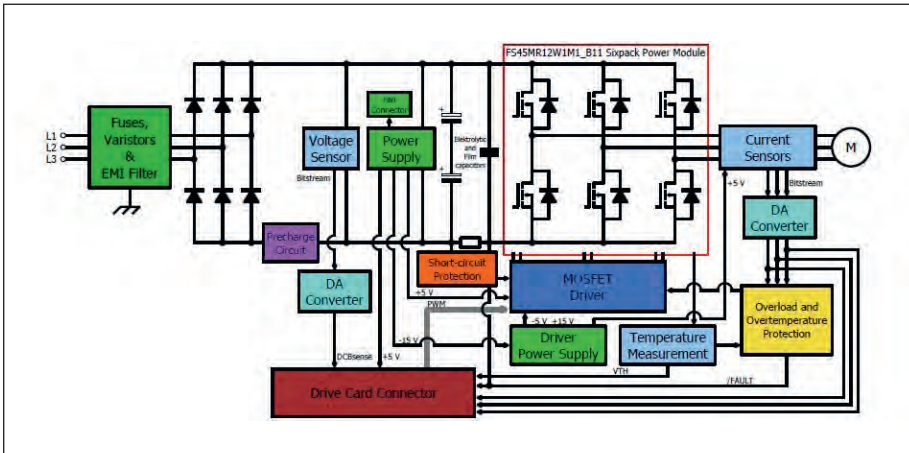 FS45MR12W1M1_B11 Sixpack Power Module
Fan
Connector
Fuses,
Varistors
&
EMI Filter
L1
L2
L3
Voltage
Sensor
Bitstream
Power
Supply
+
+
Elektrolytic
and
Film
capacitors
Current
Sensors
M
+5 V
Bitstream
DA
Converter
Precharge
Circuit
Short-circuit
Protection
DA
Converter
MOSFET
Driver
Overload and
Overtemperature
Protection
+5 V
PWM
-5 V
+15 V
-15 V
Driver
Power Supply
Temperature
Measurement
DCBsense
+5 V
VTH
/FAULT
Drive Card Connector